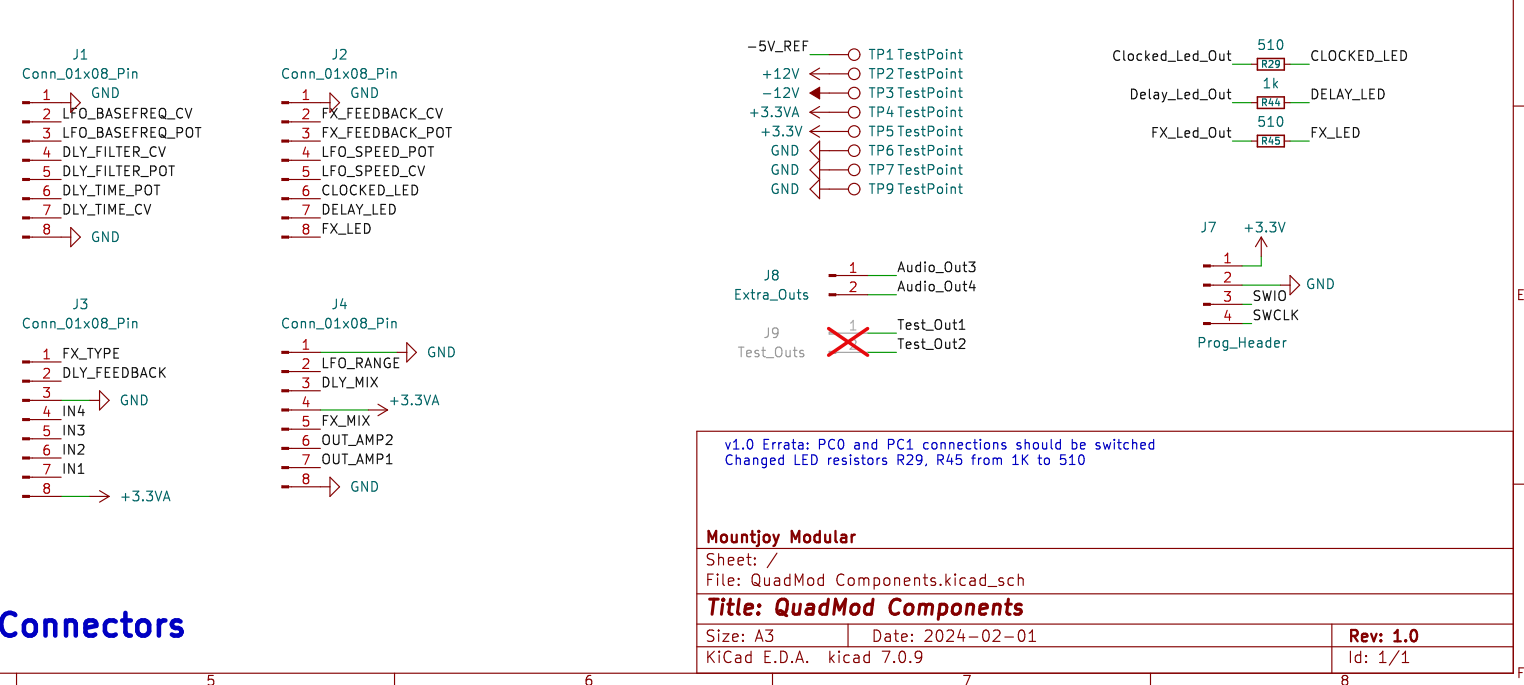 J1
Conn_01x08_Pin
1 GND
2 LFO_BASEFREQ_CV
3 LFO_BASEFREQ_POT
4 DLY_FILTER_CV
5 DLY_FILTER_POT
6 DLY_TIME_POT
7 DLY_TIME_CV
8 GND
J2
Conn_01x08_Pin
1 GND
2 FX_FEEDBACK_CV
3 FX_FEEDBACK_POT
4 LFO_SPEED_POT
5 LFO_SPEED_CV
6 CLOCKED_LED
7 DELAY_LED
8 FX_LED
-5V_REF TP1 TestPoint
+12V TP2 TestPoint
-12V TP3 TestPoint
+3.3VA TP4 TestPoint
+3.3V TP5 TestPoint
GND TP6 TestPoint
GND TP7 TestPoint
GND TP9 TestPoint
510
Clocked_Led_Out R29 CLOCKED_LED
1k
Delay_Led_Out R44 DELAY_LED
510
FX_Led_Out R45 FX_LED
J7 +3.3V
1
2 GND
3 SWIO
4 SWCLK
Prog_Header
J8
Extra_Outs
1 Audio_Out3
2 Audio_Out4
J9
Test_Outs
1 Test_Out1
Test_Out2
J3
Conn_01x08_Pin
1 FX_TYPE
2 DLY_FEEDBACK
3 GND
4 IN4
5 IN3
6 IN2
7 IN1
8 +3.3VA
J4
Conn_01x08_Pin
1 GND
2 LFO_RANGE
3 DLY_MIX
4 +3.3VA
5 FX_MIX
6 OUT_AMP2
7 OUT_AMP1
8 GND
Connectors
v1.0 Errata: PC0 and PC1 connections should be switched
Changed LED resistors R29, R45 from 1K to 510
Mountjoy Modular
Sheet: /
File: QuadMod Components.kicad_sch
Title: QuadMod Components
Size: A3 Date: 2024-02-01 Rev: 1.0
KiCad E.D.A. kicad 7.0.9 Id: 1/1
E
F
5 6 7 8